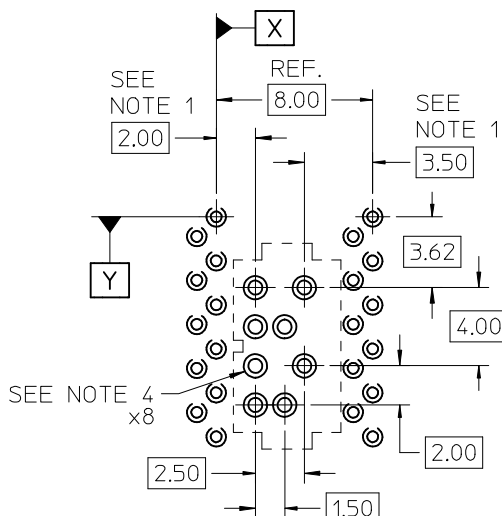 X
SEE
NOTE 1
2.00
REF.
8.00
SEE
NOTE 1
3.50
Y
3.62
4.00
SEE NOTE 4
x8
2.50
2.00
1.50